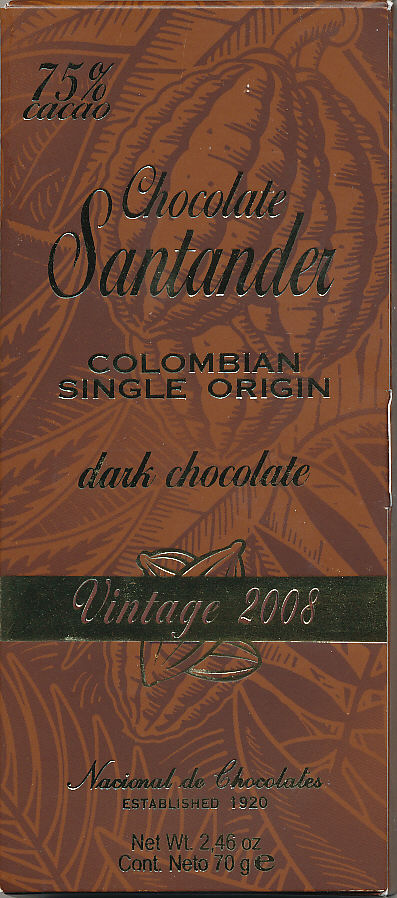 75%
cacao
Chocolate
Santander
COLOMBIAN
SINGLE ORIGIN
dark chocolate
Vintage 2008
Nacional de Chocolates
ESTABLISHED 1920
Net Wt. 2,46 oz
Cont. Neto 70 g ℮